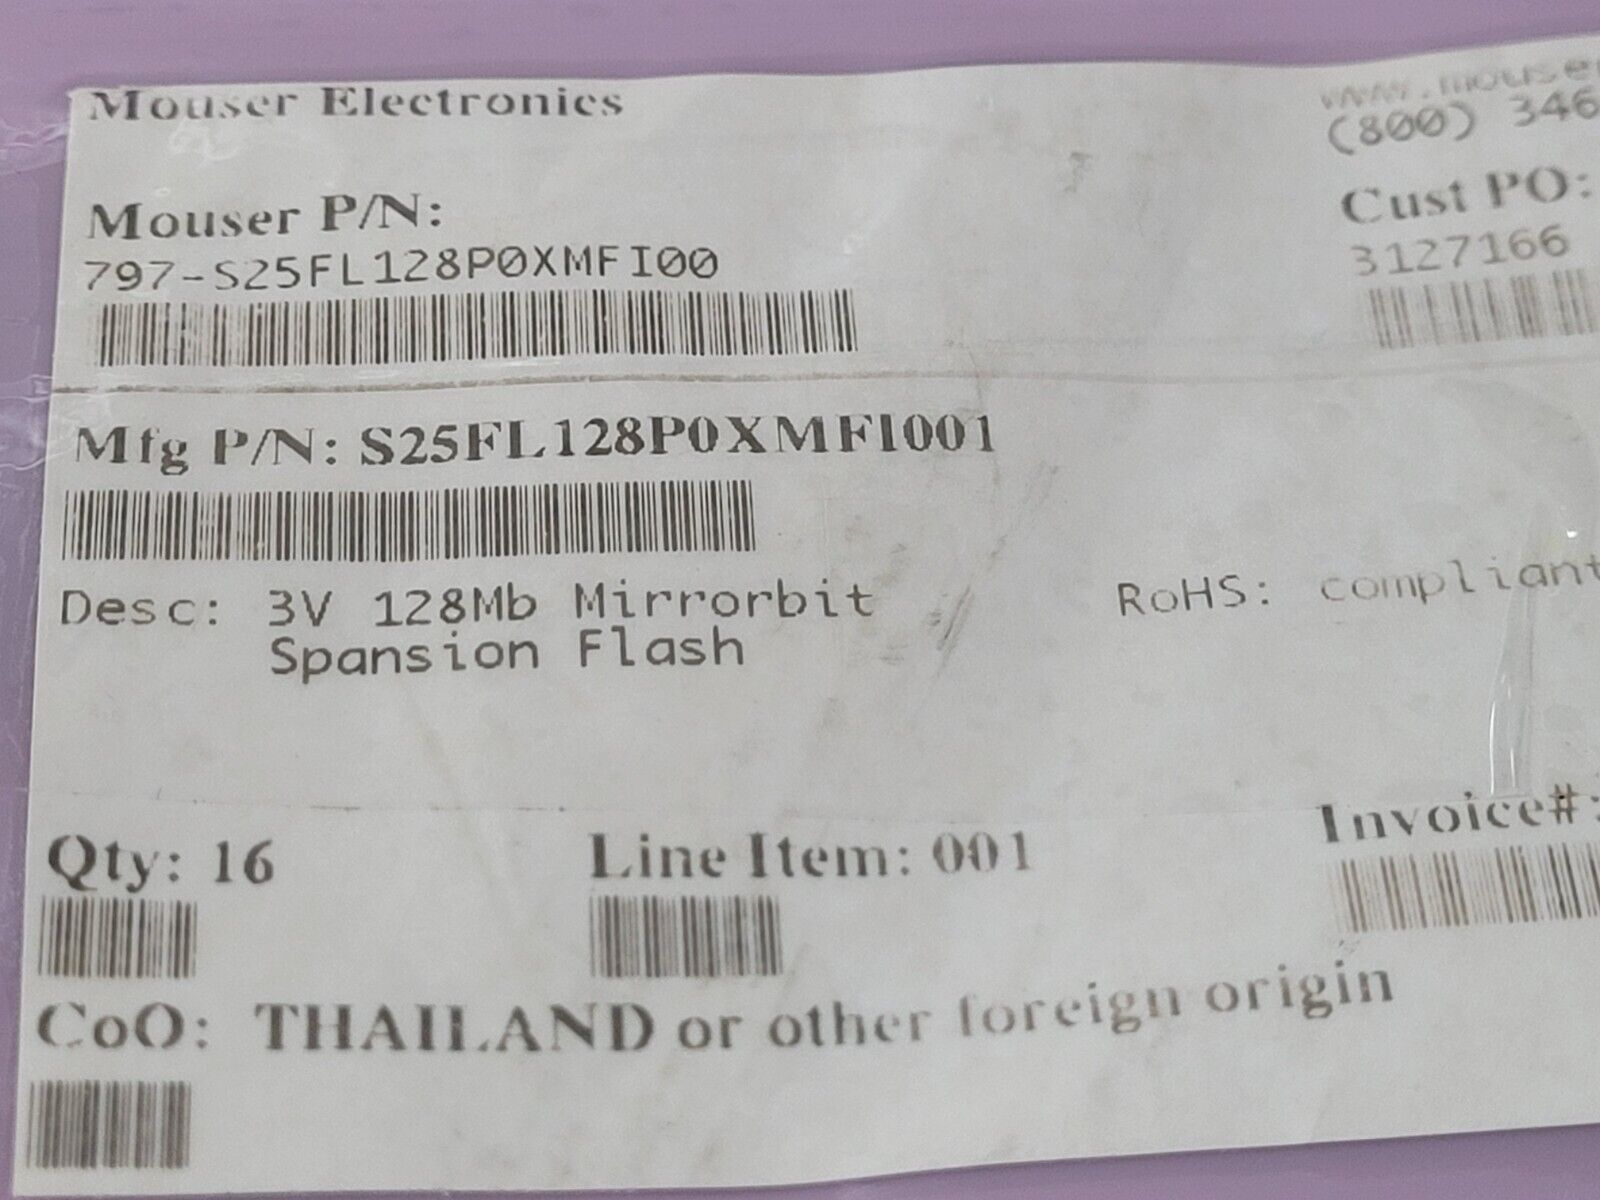 Mouser Electronics
(800) 346
Mouser P/N:
797-S25FL128P0XMFI00
Cust PO:
3127166
Mfg P/N: S25FL128P0XMFI001
Desc: 3V 128Mb Mirrorbit
Spansion Flash
RoHS: compliant
Qty: 16
Line Item: 001
Invoice#:
CoO: THAILAND or other foreign origin